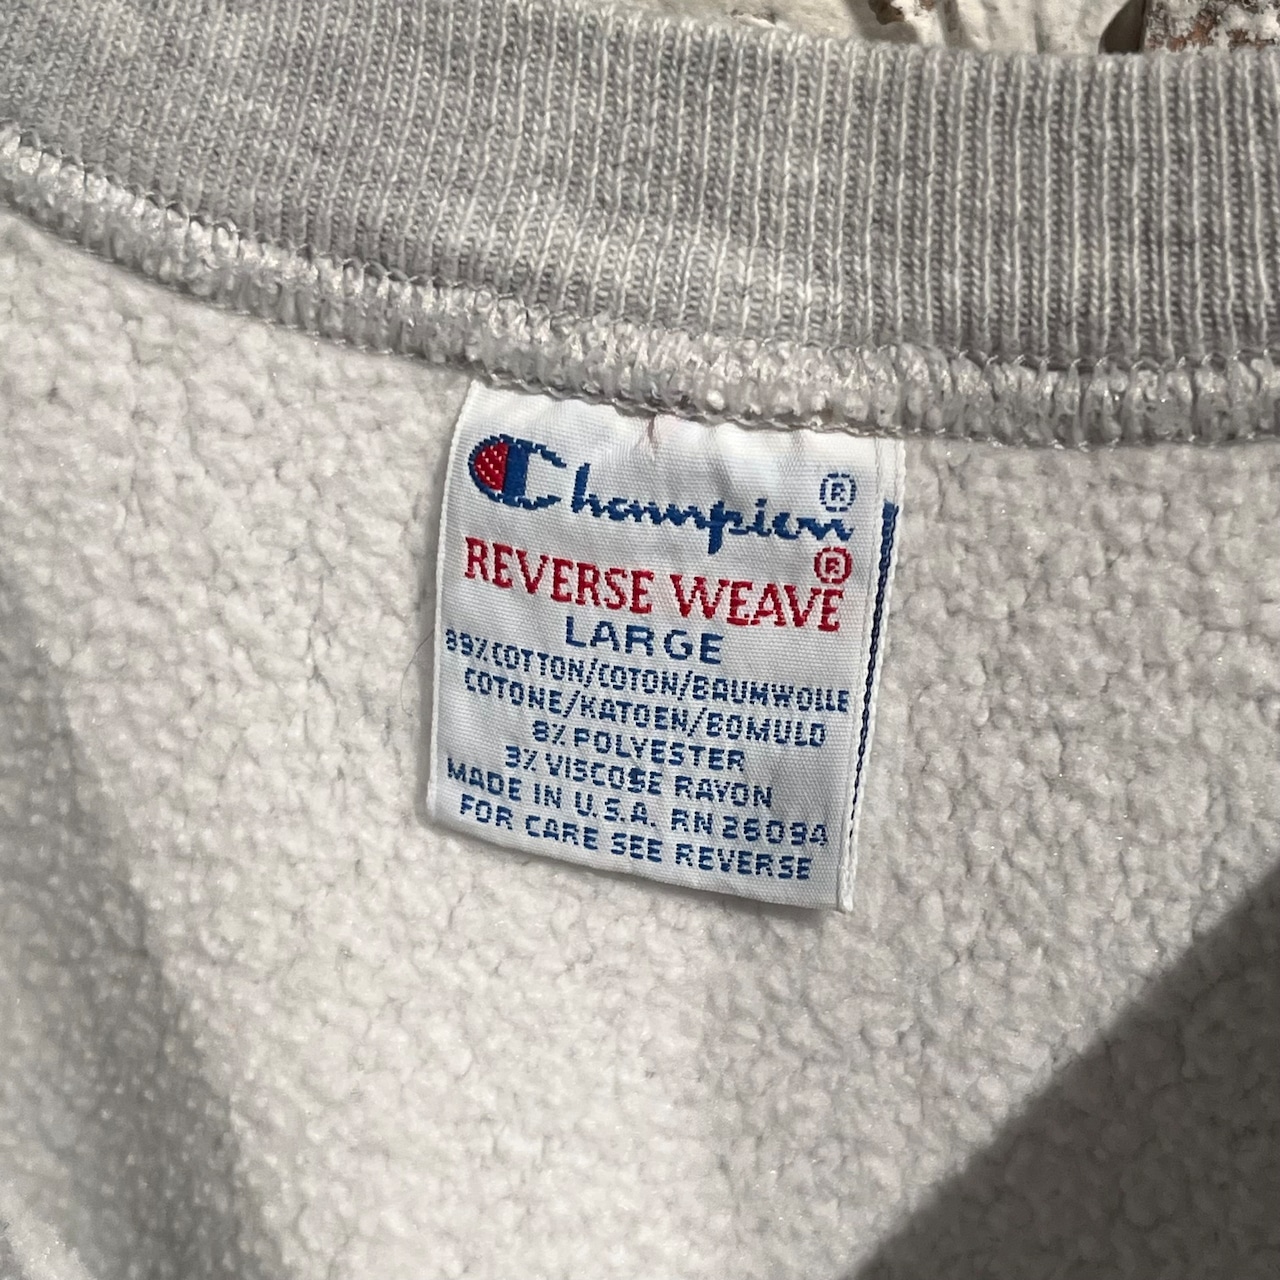 Champion®
REVERSE WEAVE®
LARGE
89% COTTON/COTON/BAUMWOLLE
COTONE/KATOEN/BOMULD
8% POLYESTER
3% VISCOSE RAYON
MADE IN U.S.A. RN 26094
FOR CARE SEE REVERSE